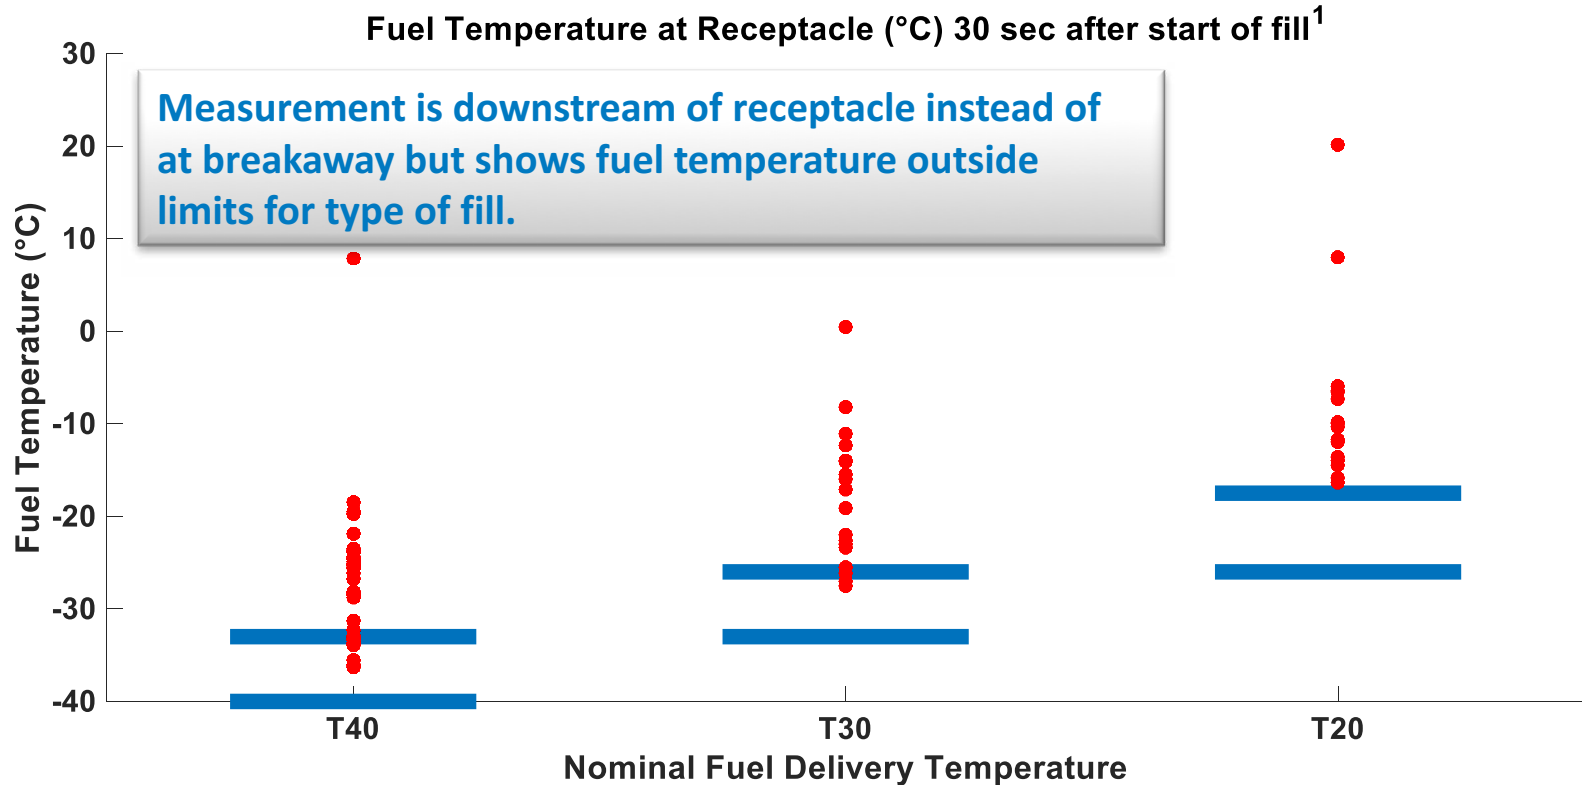 Fuel Temperature at Receptacle (°C) 30 sec after start of fill¹
Measurement is downstream of receptacle instead of
at breakaway but shows fuel temperature outside
limits for type of fill.
Fuel Temperature (°C)
30
20
10
0
-10
-20
-30
-40
T40
T30
T20
Nominal Fuel Delivery Temperature